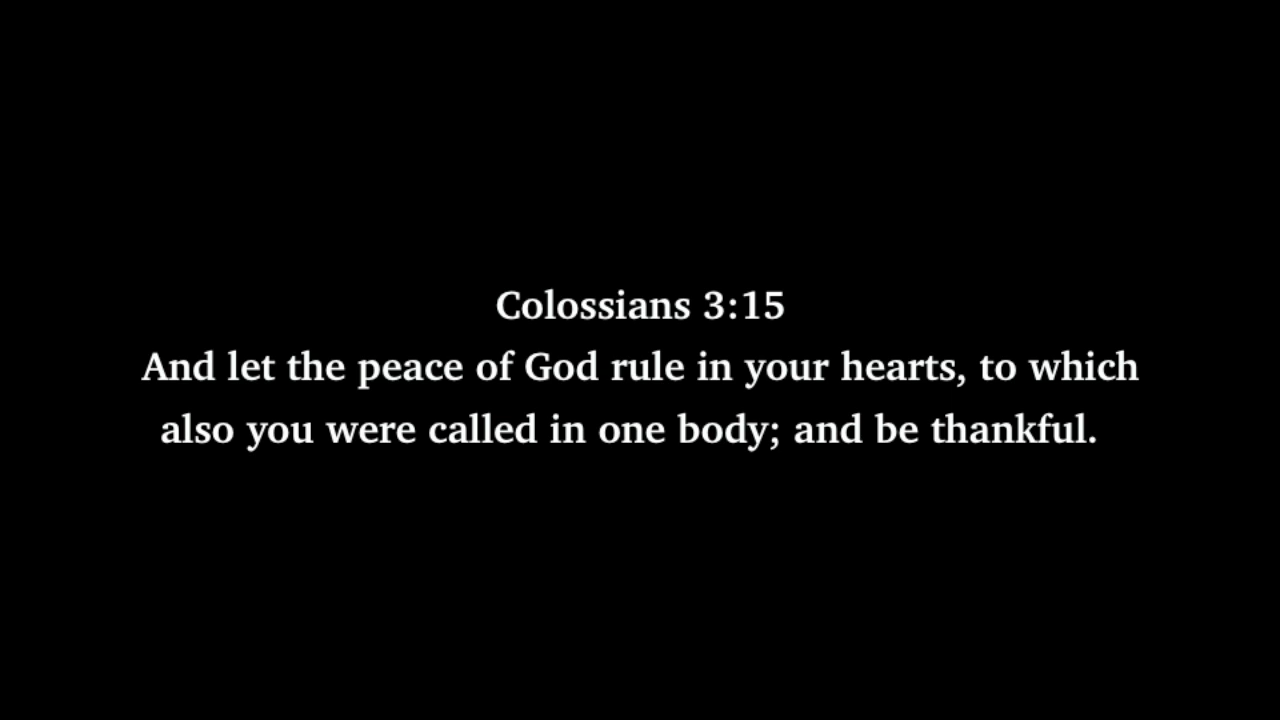 Colossians 3:15
And let the peace of God rule in your hearts, to which
also you were called in one body; and be thankful.